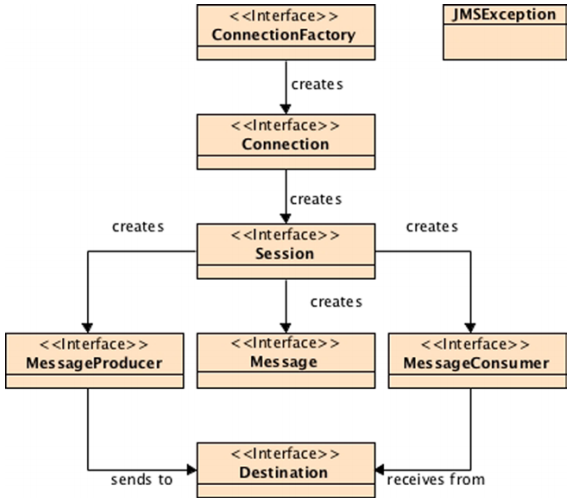 <<Interface>>
ConnectionFactory
JMSException
creates
<<Interface>>
Connection
creates
creates
<<Interface>>
Session
creates
creates
<<Interface>>
MessageProducer
<<Interface>>
Message
<<Interface>>
MessageConsumer
<<Interface>>
Destination
sends to
receives from